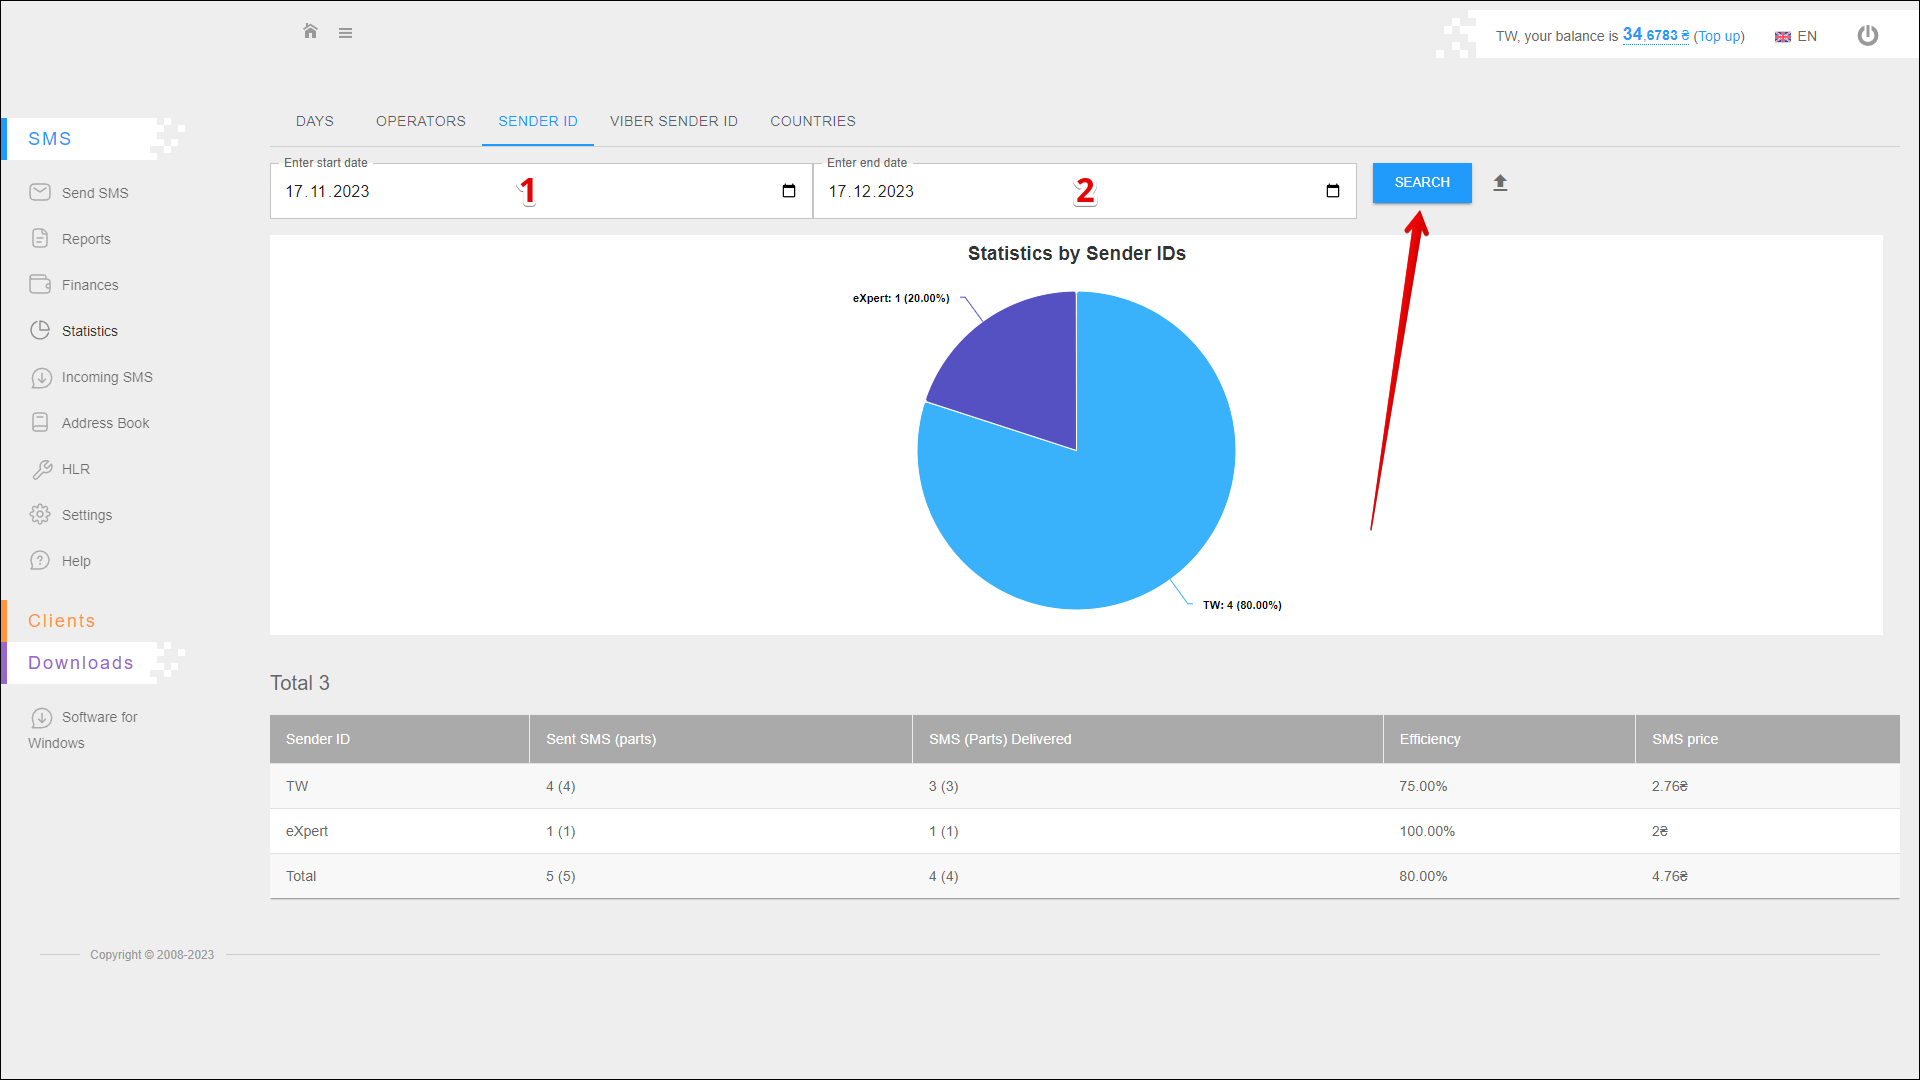 TW, your balance is 34,6783 ₴ (Top up) EN
SMS
Send SMS
Reports
Finances
Statistics
Incoming SMS
Address Book
HLR
Settings
Help
Clients
Downloads
Software for
Windows
DAYS OPERATORS SENDER ID VIBER SENDER ID COUNTRIES
Enter start date Enter end date
17.11.2023 1 17.12.2023 2 SEARCH
Statistics by Sender IDs
eXpert: 1 (20.00%)
TW: 4 (80.00%)
Total 3
Sender ID Sent SMS (parts) SMS (Parts) Delivered Efficiency SMS price
TW 4 (4) 3 (3) 75.00% 2.76₴
eXpert 1 (1) 1 (1) 100.00% 2₴
Total 5 (5) 4 (4) 80.00% 4.76₴
Copyright © 2008-2023